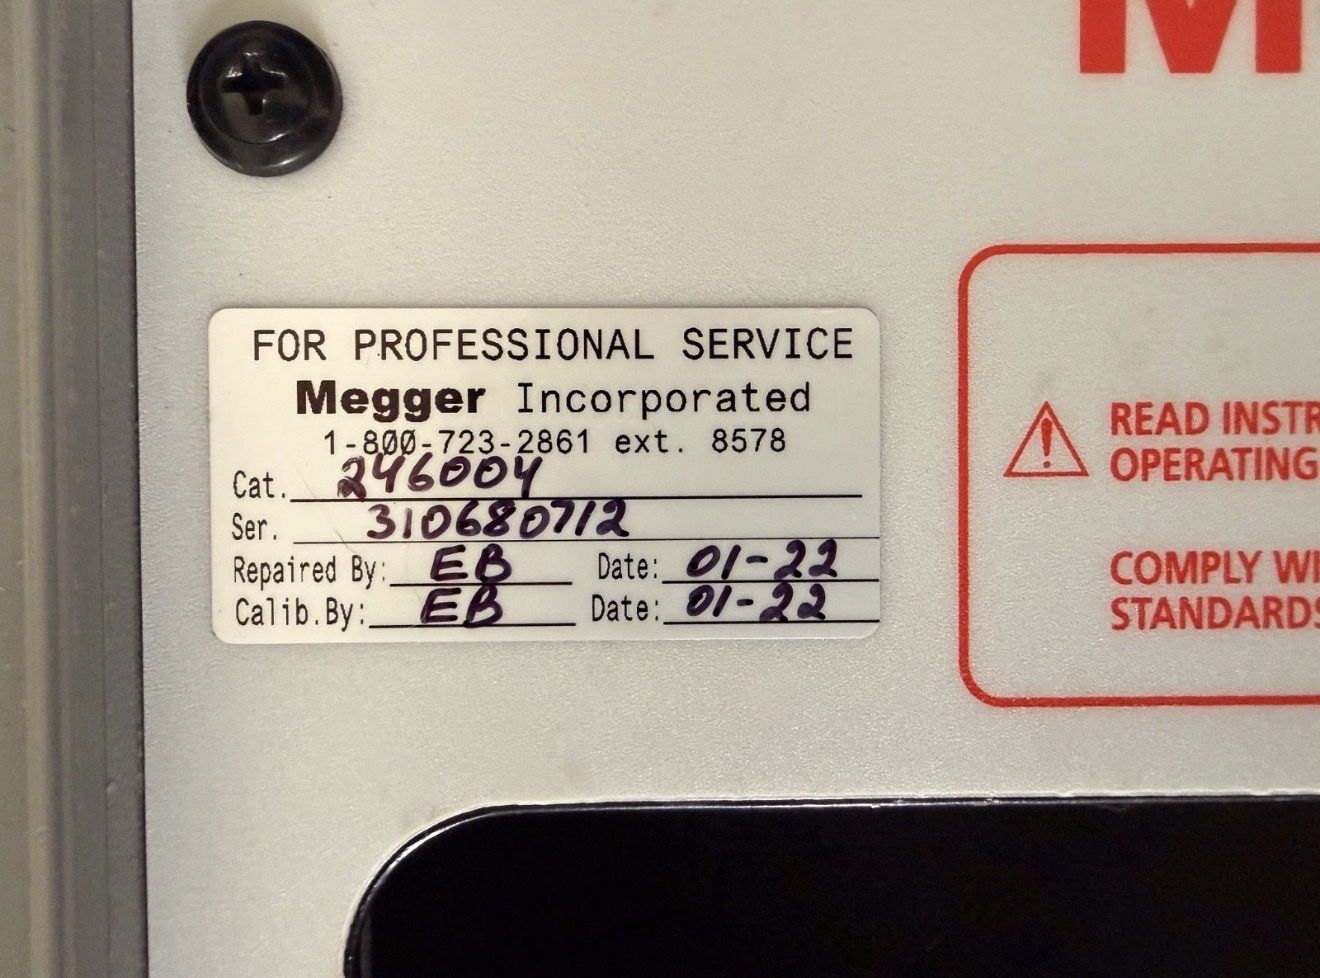 M
FOR PROFESSIONAL SERVICE
Megger Incorporated
1-800-723-2861 ext. 8578
Cat. 246004
Ser. 310680712
Repaired By: EB Date: 01-22
Calib.By: EB Date: 01-22
READ INSTR
OPERATING
COMPLY WI
STANDARDS